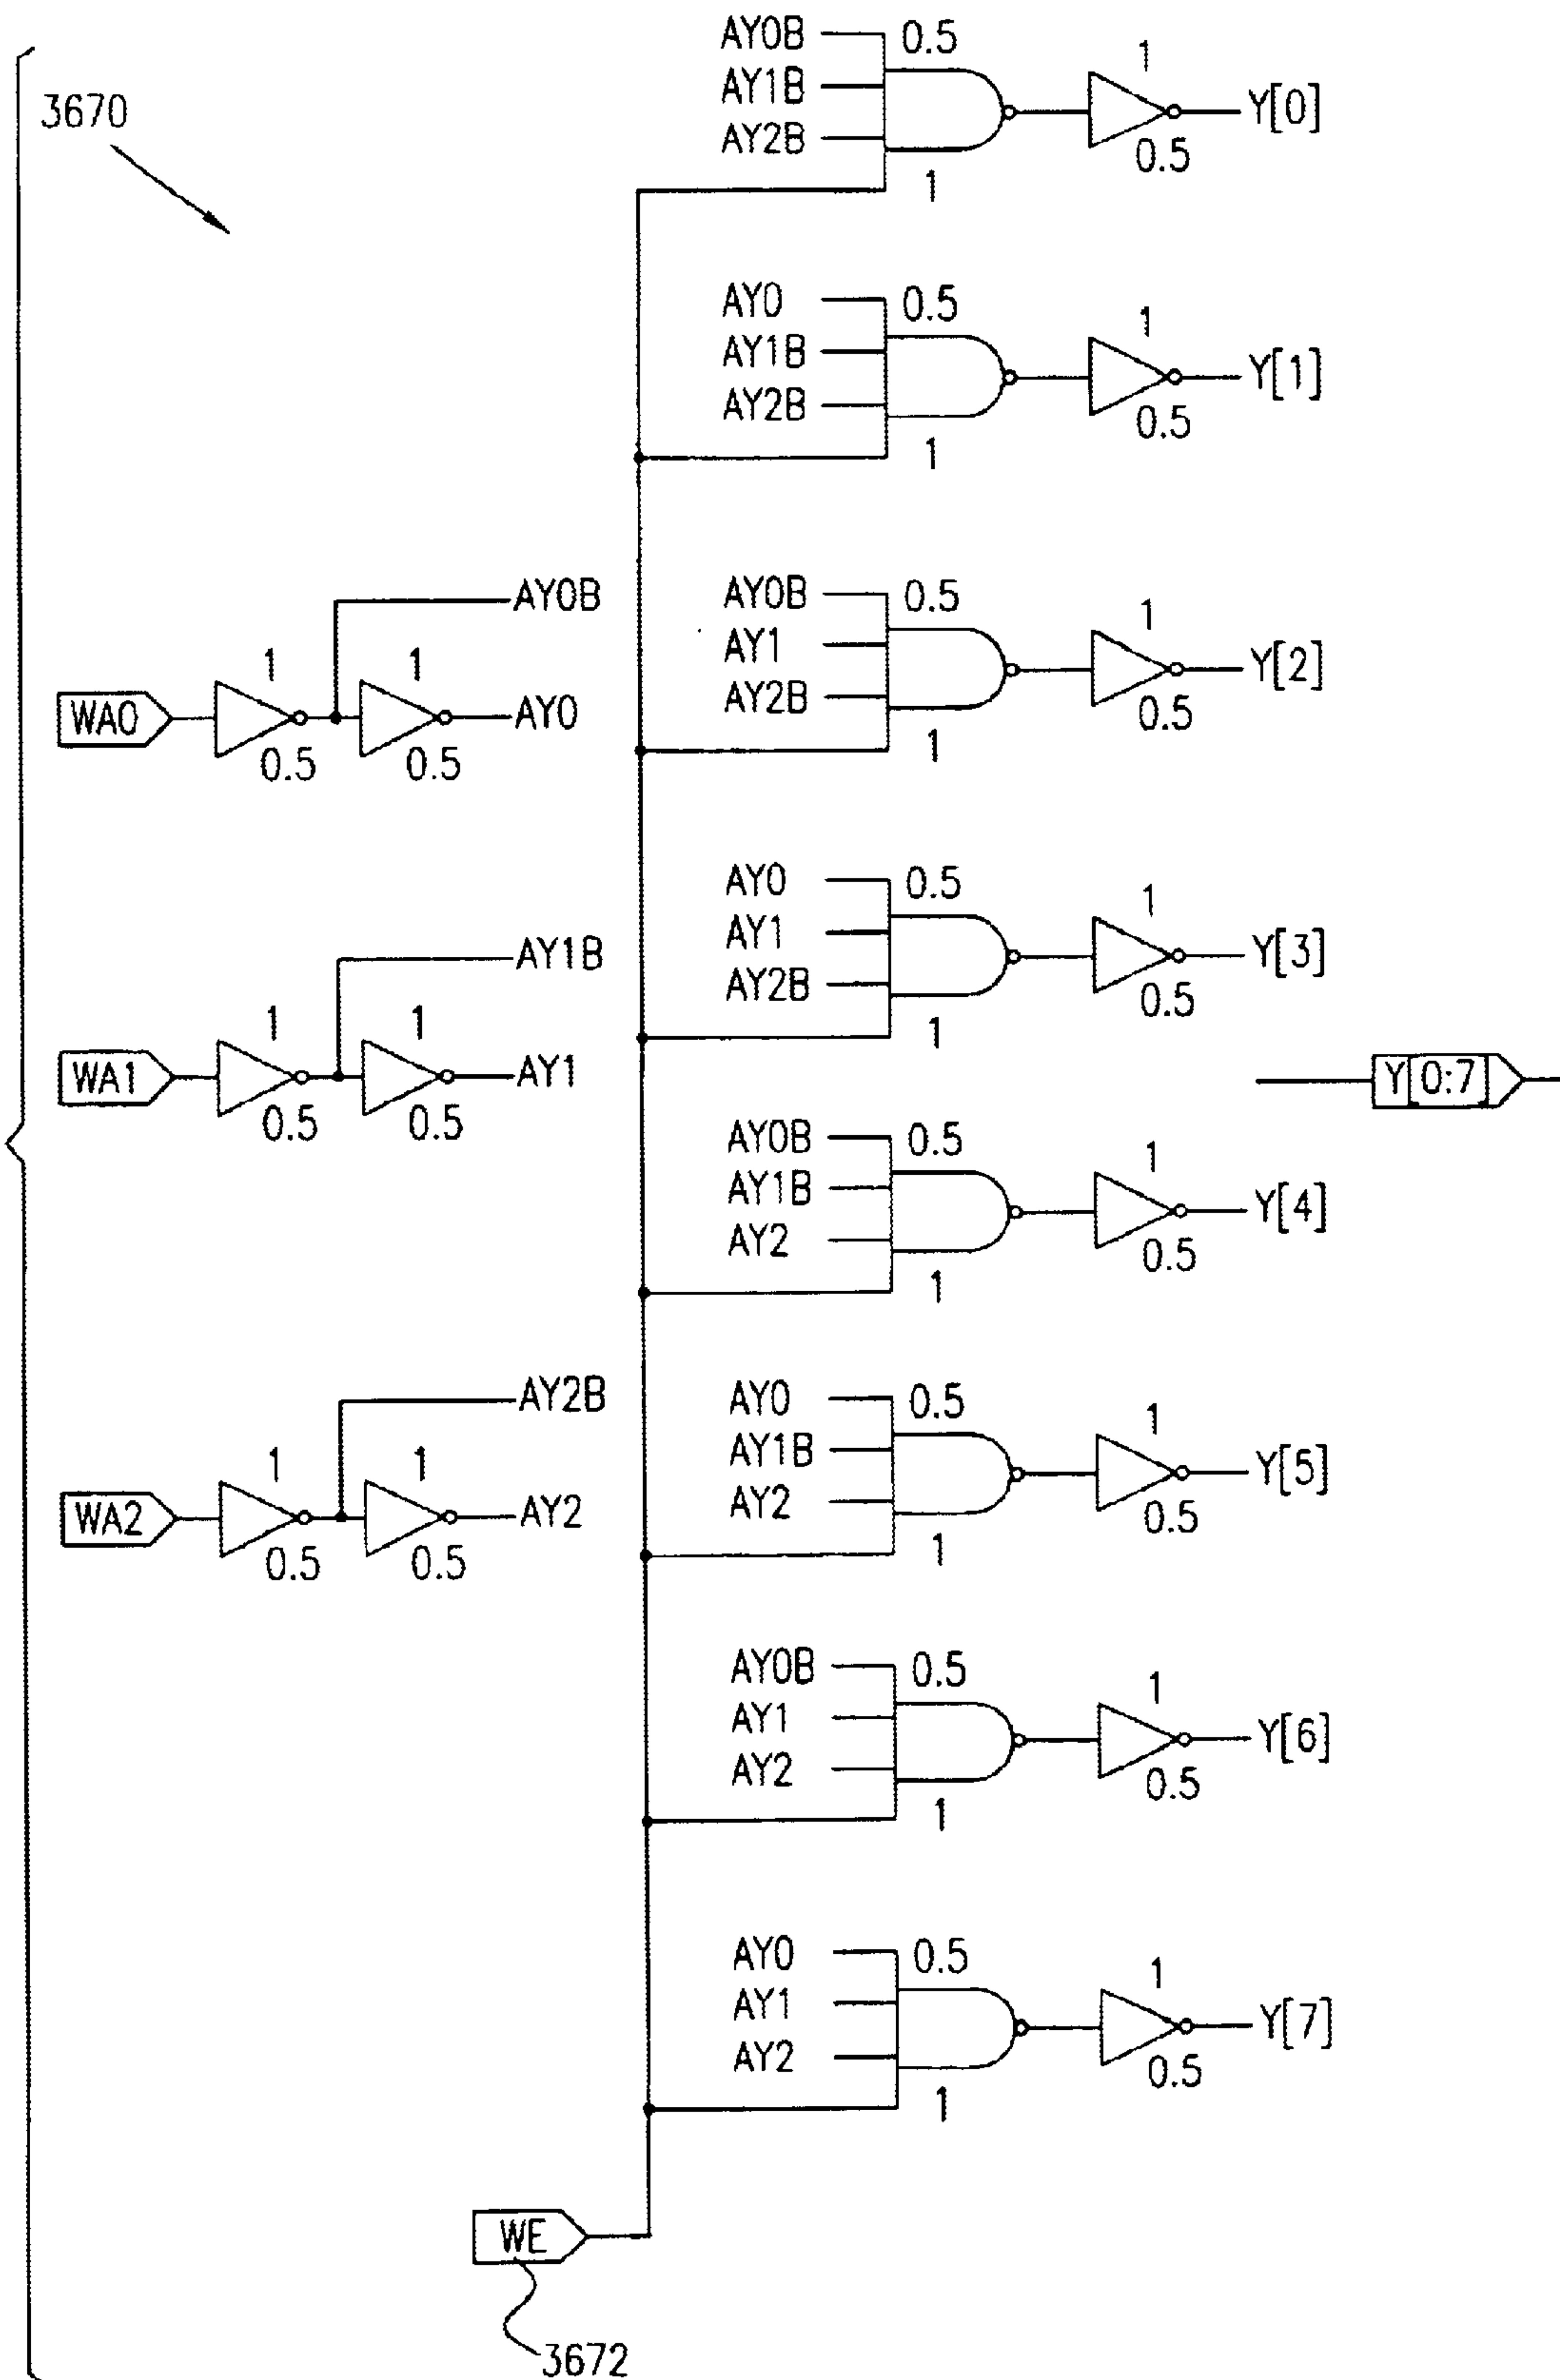 3670
AY0B 0.5
AY1B 1 Y[0]
AY2B 0.5
1
AY0 0.5
AY1B 1 Y[1]
AY2B 0.5
1
AY0B
WA0 1 1 AY0
0.5 0.5
AY0B 0.5
AY1 1 Y[2]
AY2B 0.5
1
AY0 0.5
AY1 1 Y[3]
AY2B 0.5
1
AY1B
WA1 1 1 AY1
0.5 0.5
Y[0:7]
AY0B 0.5
AY1B 1 Y[4]
AY2 0.5
1
AY2B
WA2 1 1 AY2
0.5 0.5
AY0 0.5
AY1B 1 Y[5]
AY2 0.5
1
AY0B 0.5
AY1 1 Y[6]
AY2 0.5
1
AY0 0.5
AY1 1 Y[7]
AY2 0.5
1
WE
3672